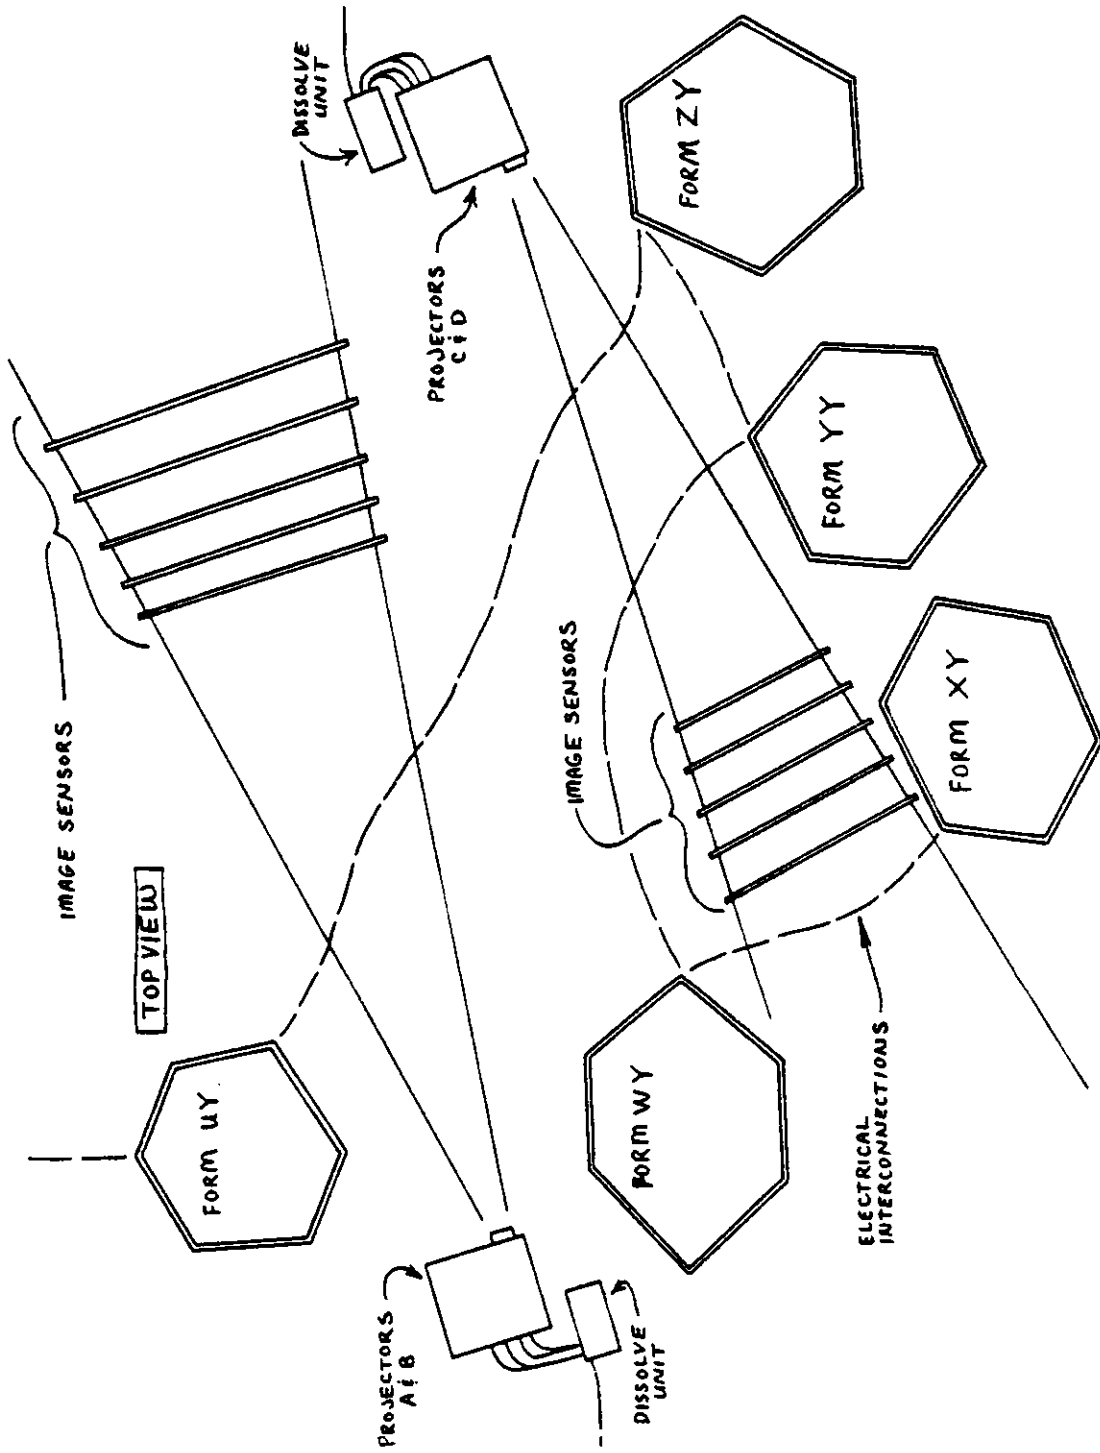 IMAGE SENSORS
TOP VIEW
DISSOLVE
UNIT
PROJECTORS
C & D
FORM UY
PROJECTORS
A & B
DISSOLVE
UNIT
IMAGE SENSORS
FORM WY
ELECTRICAL
INTERCONNECTIONS
FORM XY
FORM YY
FORM ZY